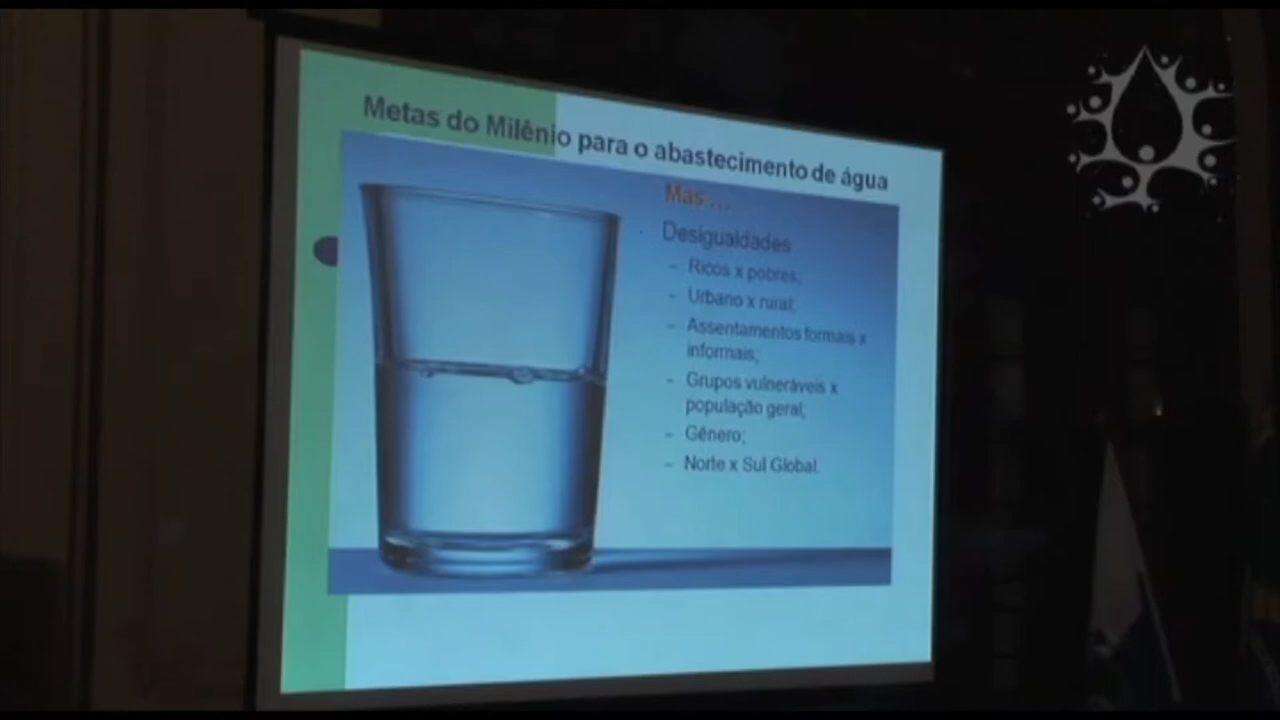 Metas do Milênio para o abastecimento de água
Mas ...
Desigualdades
– Ricos x pobres;
– Urbano x rural;
– Assentamentos formais x
informais;
– Grupos vulneráveis x
população geral;
– Gênero;
– Norte x Sul Global.